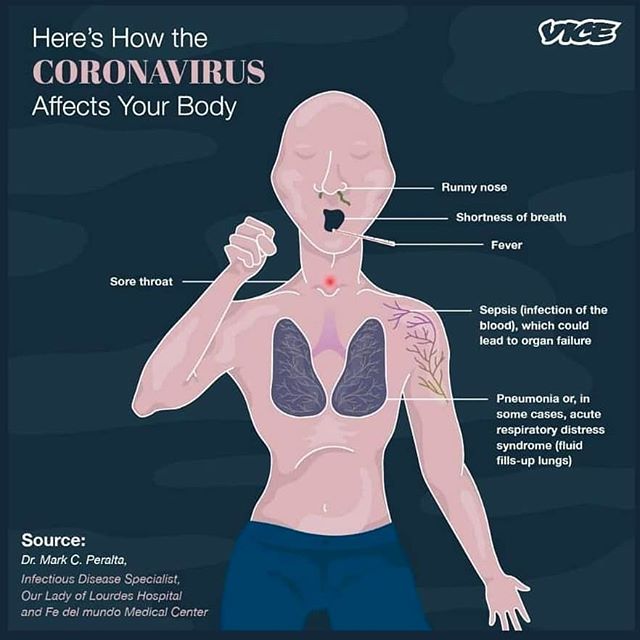 Here's How the
CORONAVIRUS
Affects Your Body
VICE
Runny nose
Shortness of breath
Fever
Sore throat
Sepsis (infection of the
blood), which could
lead to organ failure
Pneumonia or, in
some cases, acute
respiratory distress
syndrome (fluid
fills-up lungs)
Source:
Dr. Mark C. Peralta,
Infectious Disease Specialist,
Our Lady of Lourdes Hospital
and Fe del mundo Medical Center